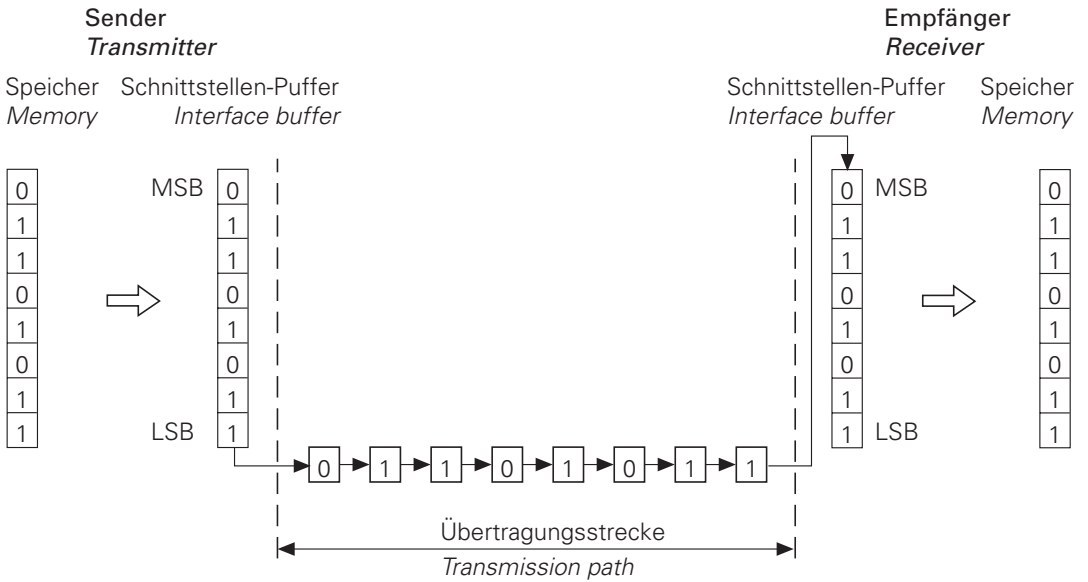 Sender
Transmitter
Empfänger
Receiver
Speicher
Memory
Schnittstellen-Puffer
Interface buffer
Schnittstellen-Puffer
Interface buffer
Speicher
Memory
0
1
1
0
1
0
1
1
MSB
LSB
0
1
1
0
1
0
1
1
0 1 1 0 1 0 1 1
0
1
1
0
1
0
1
1
MSB
LSB
0
1
1
0
1
0
1
1
Übertragungsstrecke
Transmission path